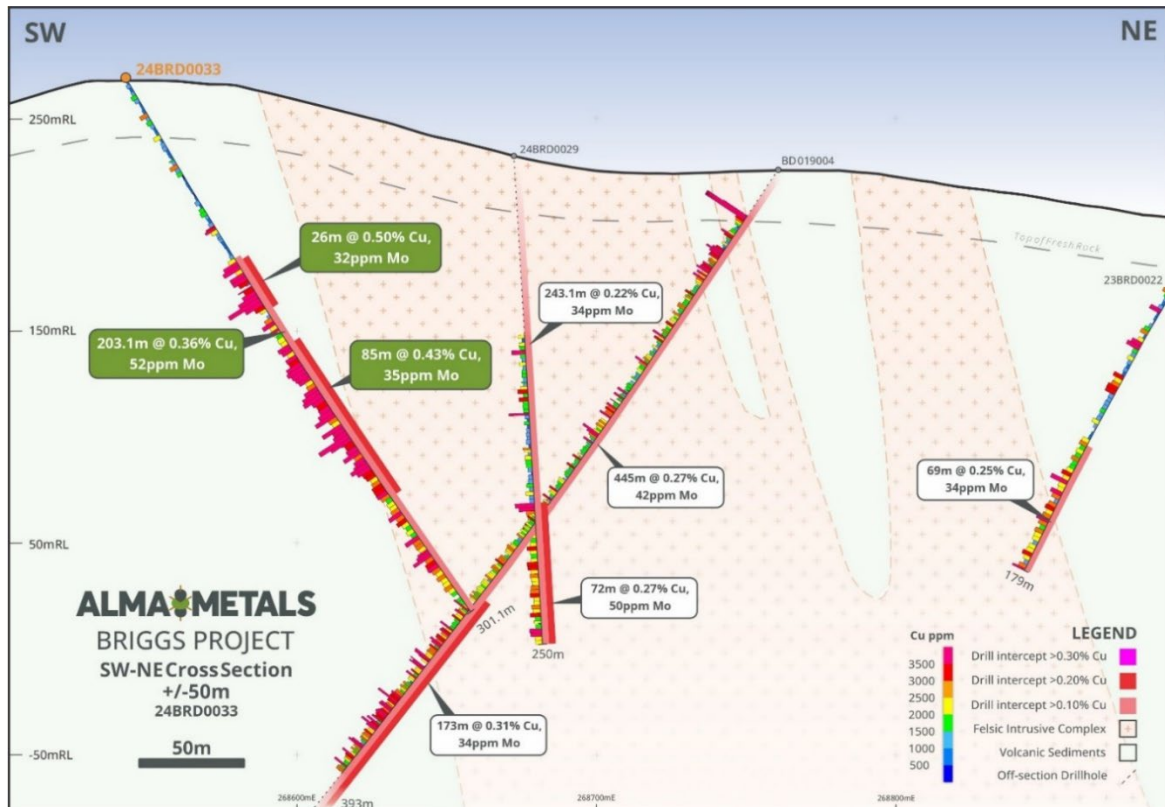 SW
NE
24BRD0033
250mRL
24BRD0029
BD019004
Top of Fresh Rock
26m @ 0.50% Cu,
32ppm Mo
23BRD0022
243.1m @ 0.22% Cu,
34ppm Mo
150mRL
203.1m @ 0.36% Cu,
52ppm Mo
85m @ 0.43% Cu,
35ppm Mo
445m @ 0.27% Cu,
42ppm Mo
69m @ 0.25% Cu,
34ppm Mo
50mRL
179m
72m @ 0.27% Cu,
50ppm Mo
301.1m
250m
ALMA METALS
BRIGGS PROJECT
SW-NE Cross Section
+/-50m
24BRD0033
50m
173m @ 0.31% Cu,
34ppm Mo
-50mRL
393m
268600mE
268700mE
268800mE
Cu ppm
3500
3000
2500
2000
1500
1000
500
LEGEND
Drill intercept >0.30% Cu
Drill intercept >0.20% Cu
Drill intercept >0.10% Cu
Felsic Intrusive Complex
Volcanic Sediments
Off-section Drillhole